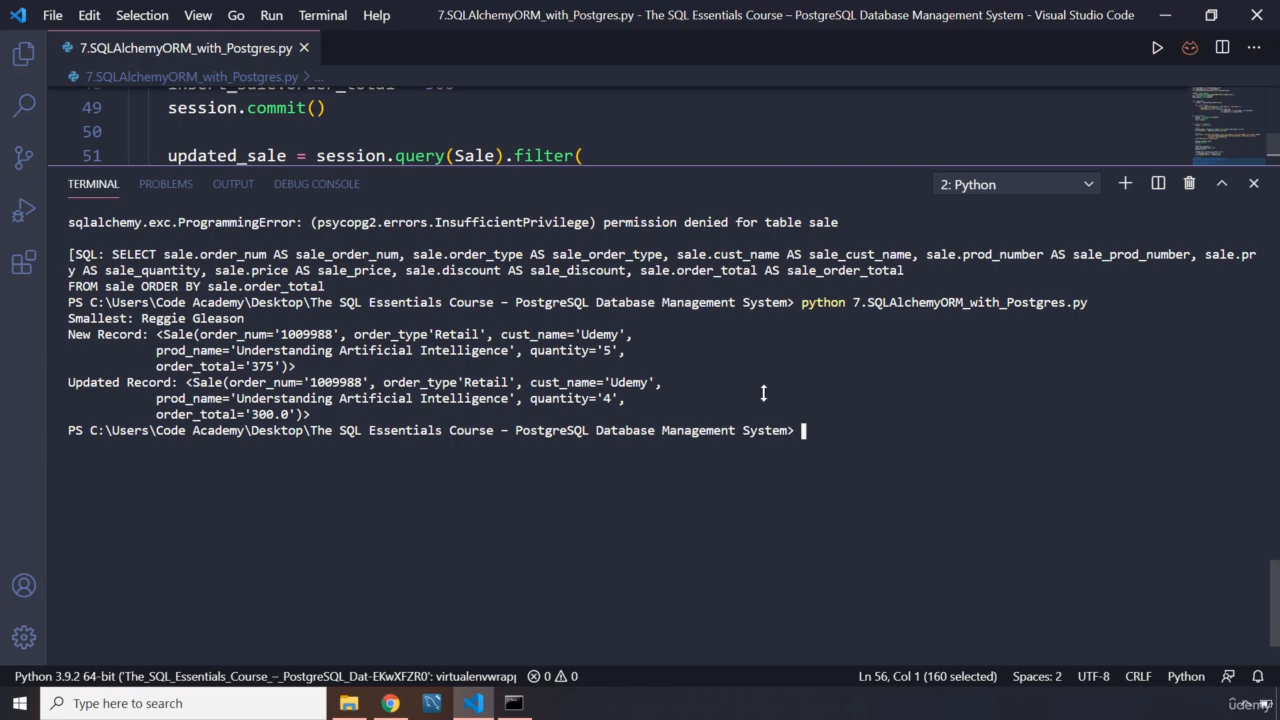 File Edit Selection View Go Run Terminal Help 7.SQLAlchemyORM_with_Postgres.py - The SQL Essentials Course – PostgreSQL Database Management System - Visual Studio Code
7.SQLAlchemyORM_with_Postgres.py
7.SQLAlchemyORM_with_Postgres.py > ...
49 session.commit()
50
51 updated_sale = session.query(Sale).filter(
TERMINAL PROBLEMS OUTPUT DEBUG CONSOLE 2: Python
sqlalchemy.exc.ProgrammingError: (psycopg2.errors.InsufficientPrivilege) permission denied for table sale
[SQL: SELECT sale.order_num AS sale_order_num, sale.order_type AS sale_order_type, sale.cust_name AS sale_cust_name, sale.prod_number AS sale_prod_number, sale.pr
y AS sale_quantity, sale.price AS sale_price, sale.discount AS sale_discount, sale.order_total AS sale_order_total
FROM sale ORDER BY sale.order_total
PS C:\Users\Code Academy\Desktop\The SQL Essentials Course – PostgreSQL Database Management System> python 7.SQLAlchemyORM_with_Postgres.py
Smallest: Reggie Gleason
New Record: <Sale(order_num='1009988', order_type'Retail', cust_name='Udemy',
prod_name='Understanding Artificial Intelligence', quantity='5',
order_total='375')>
Updated Record: <Sale(order_num='1009988', order_type'Retail', cust_name='Udemy',
prod_name='Understanding Artificial Intelligence', quantity='4',
order_total='300.0')>
PS C:\Users\Code Academy\Desktop\The SQL Essentials Course – PostgreSQL Database Management System>
Python 3.9.2 64-bit ('The_SQL_Essentials_Course_–_PostgreSQL_Dat-EKwXFZR0': virtualenvwrapp 0 0 Ln 56, Col 1 (160 selected) Spaces: 2 UTF-8 CRLF Python
Type here to search
udemy